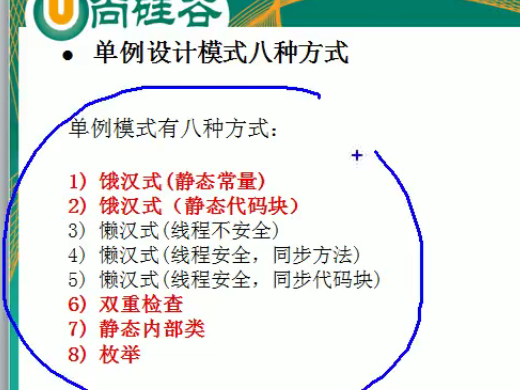 尚硅谷
● 单例设计模式八种方式
单例模式有八种方式：
1) 饿汉式(静态常量)
2) 饿汉式（静态代码块）
3) 懒汉式(线程不安全)
4) 懒汉式(线程安全，同步方法)
5) 懒汉式(线程安全，同步代码块)
6) 双重检查
7) 静态内部类
8) 枚举